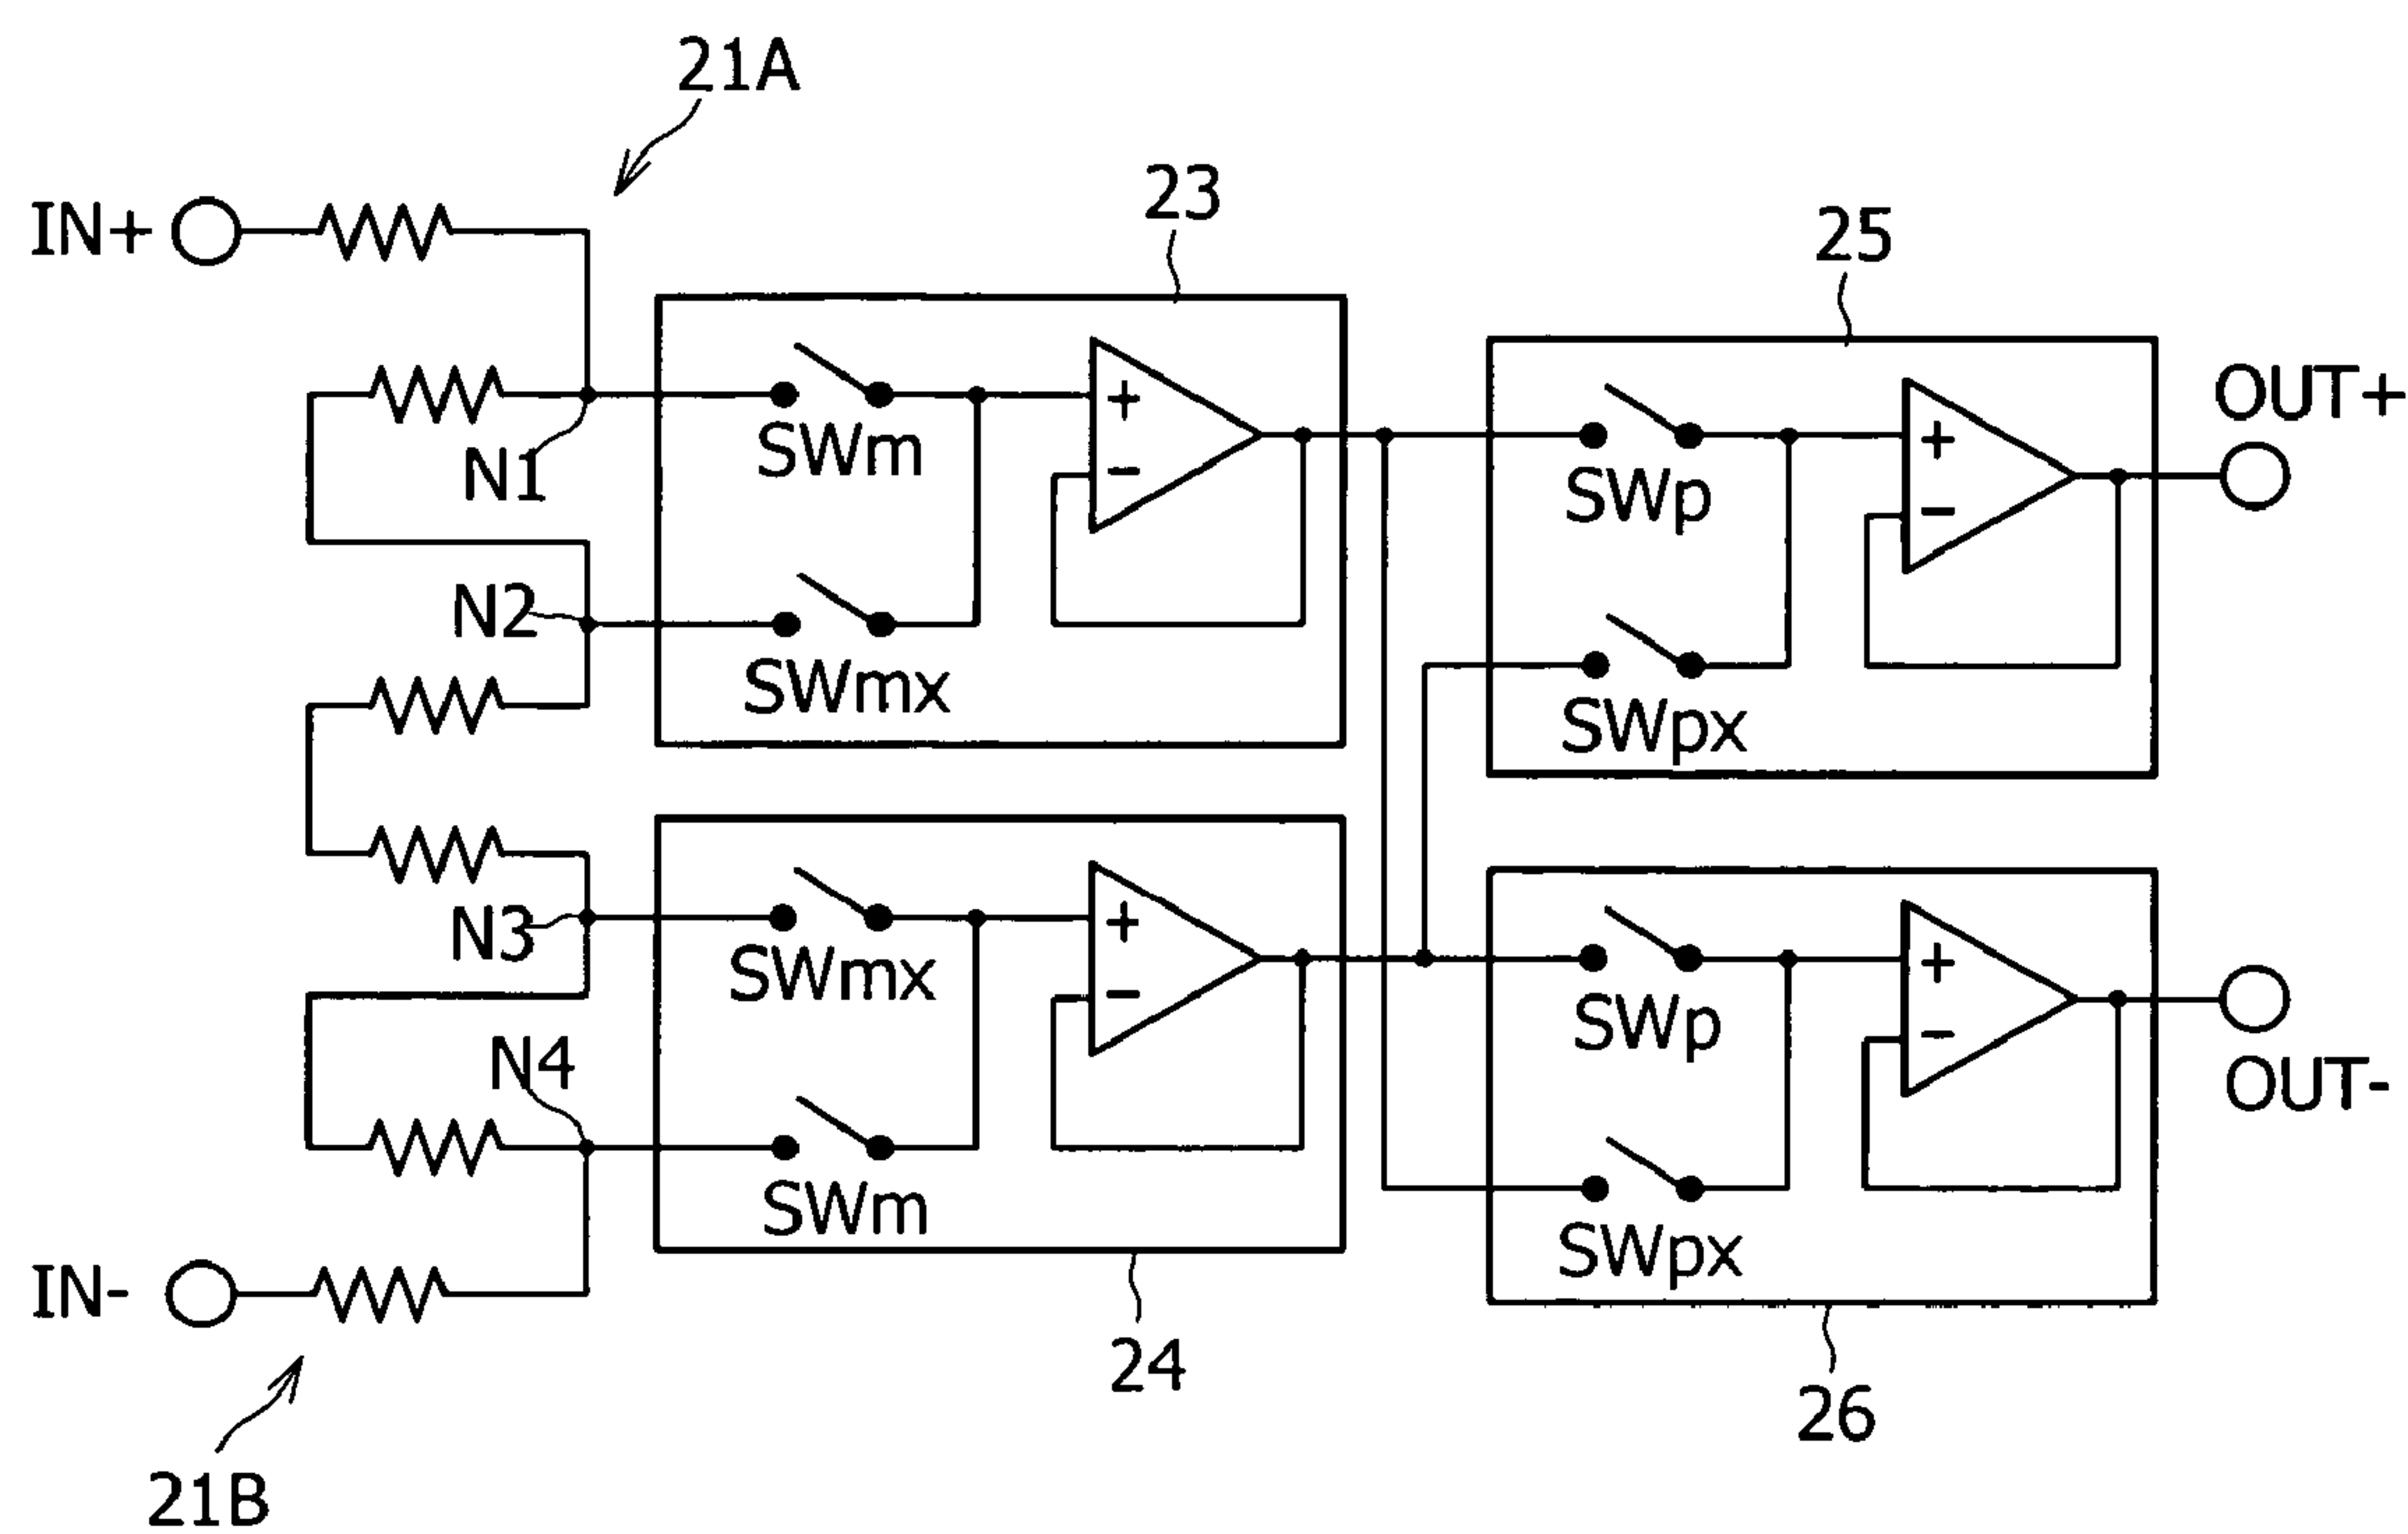 21A
IN+
23
25
OUT+
+
−
SWm
N1
+
−
SWp
N2
SWmx
SWpx
N3
SWmx
+
−
SWp
+
−
OUT-
N4
SWm
SWpx
IN-
24
26
21B